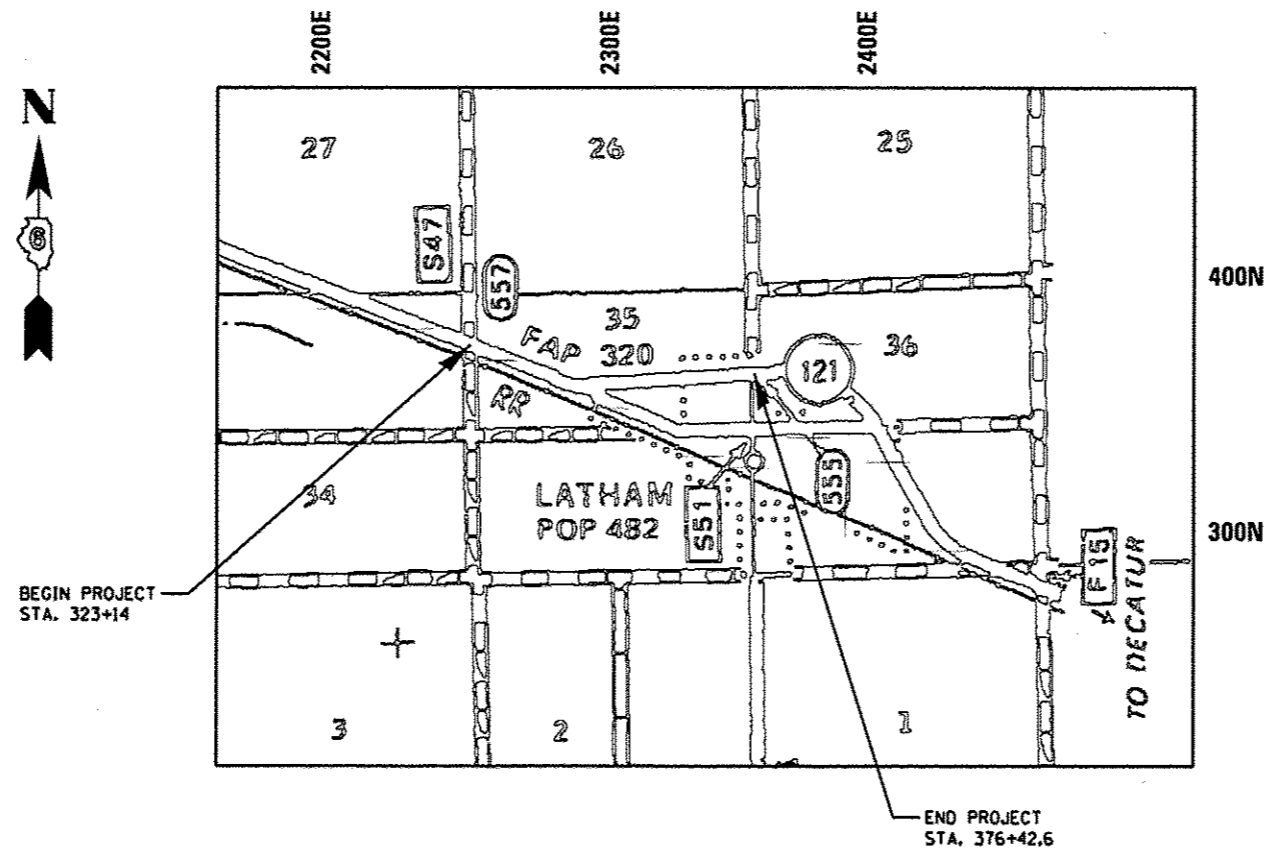 2200E
2300E
2400E
N
6
27
26
25
S47
557
400N
35
FAP
320
36
121
RR
34
LATHAM
POP 482
S51
555
300N
F15
TO DECATUR
BEGIN PROJECT
STA. 323+14
3
2
1
END PROJECT
STA. 376+42.6